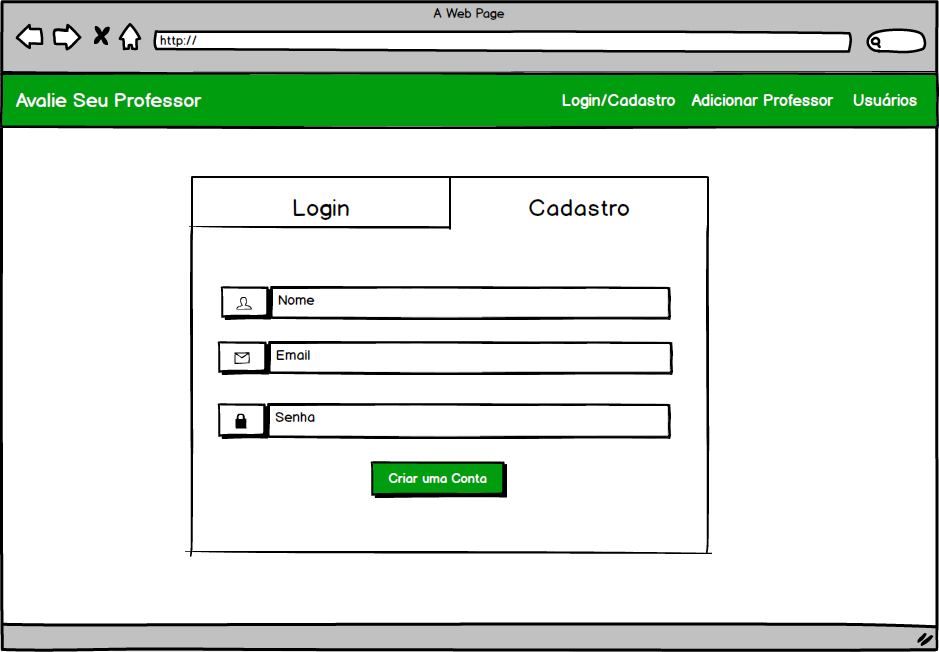 A Web Page
http://
Avalie Seu Professor
Login/Cadastro Adicionar Professor Usuários
Login
Cadastro
Nome
Email
Senha
Criar uma Conta